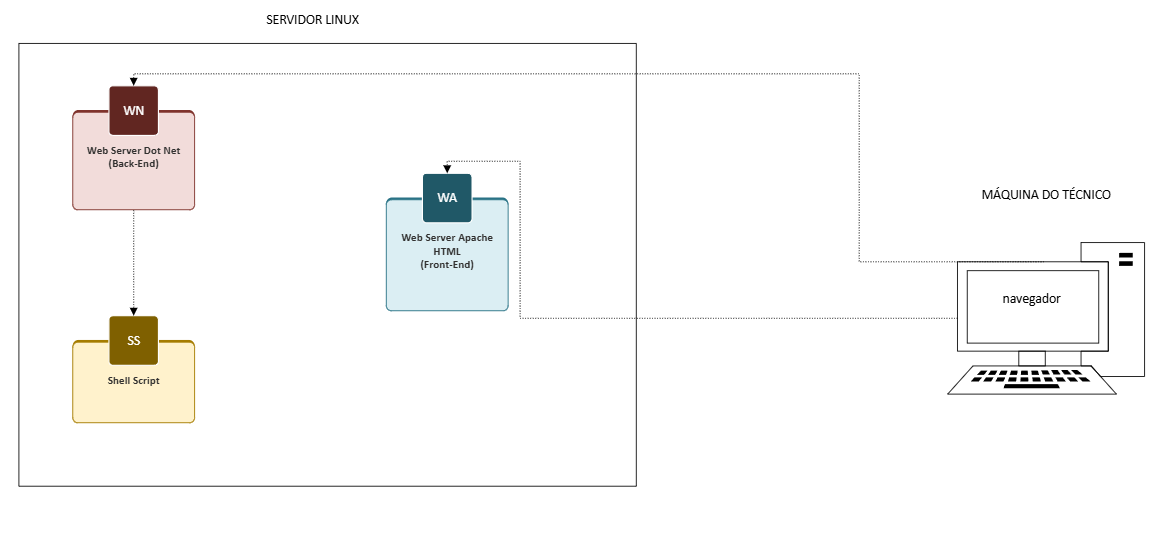 SERVIDOR LINUX
WN
Web Server Dot Net
(Back-End)
WA
Web Server Apache
HTML
(Front-End)
MÁQUINA DO TÉCNICO
navegador
SS
Shell Script